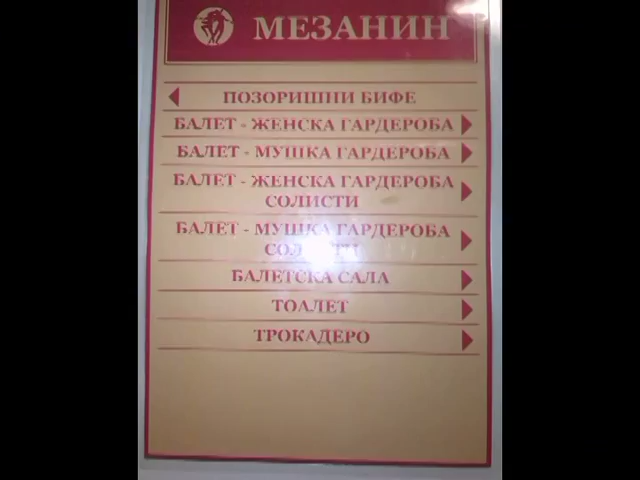 МЕЗАНИН
ПОЗОРИШНИ БИФЕ
БАЛЕТ - ЖЕНСКА ГАРДЕРОБА
БАЛЕТ - МУШКА ГАРДЕРОБА
БАЛЕТ - ЖЕНСКА ГАРДЕРОБА
СОЛИСТИ
БАЛЕТ - МУШКА ГАРДЕРОБА
СОЛИСТИ
БАЛЕТСКА САЛА
ТОАЛЕТ
ТРОКАДЕРО